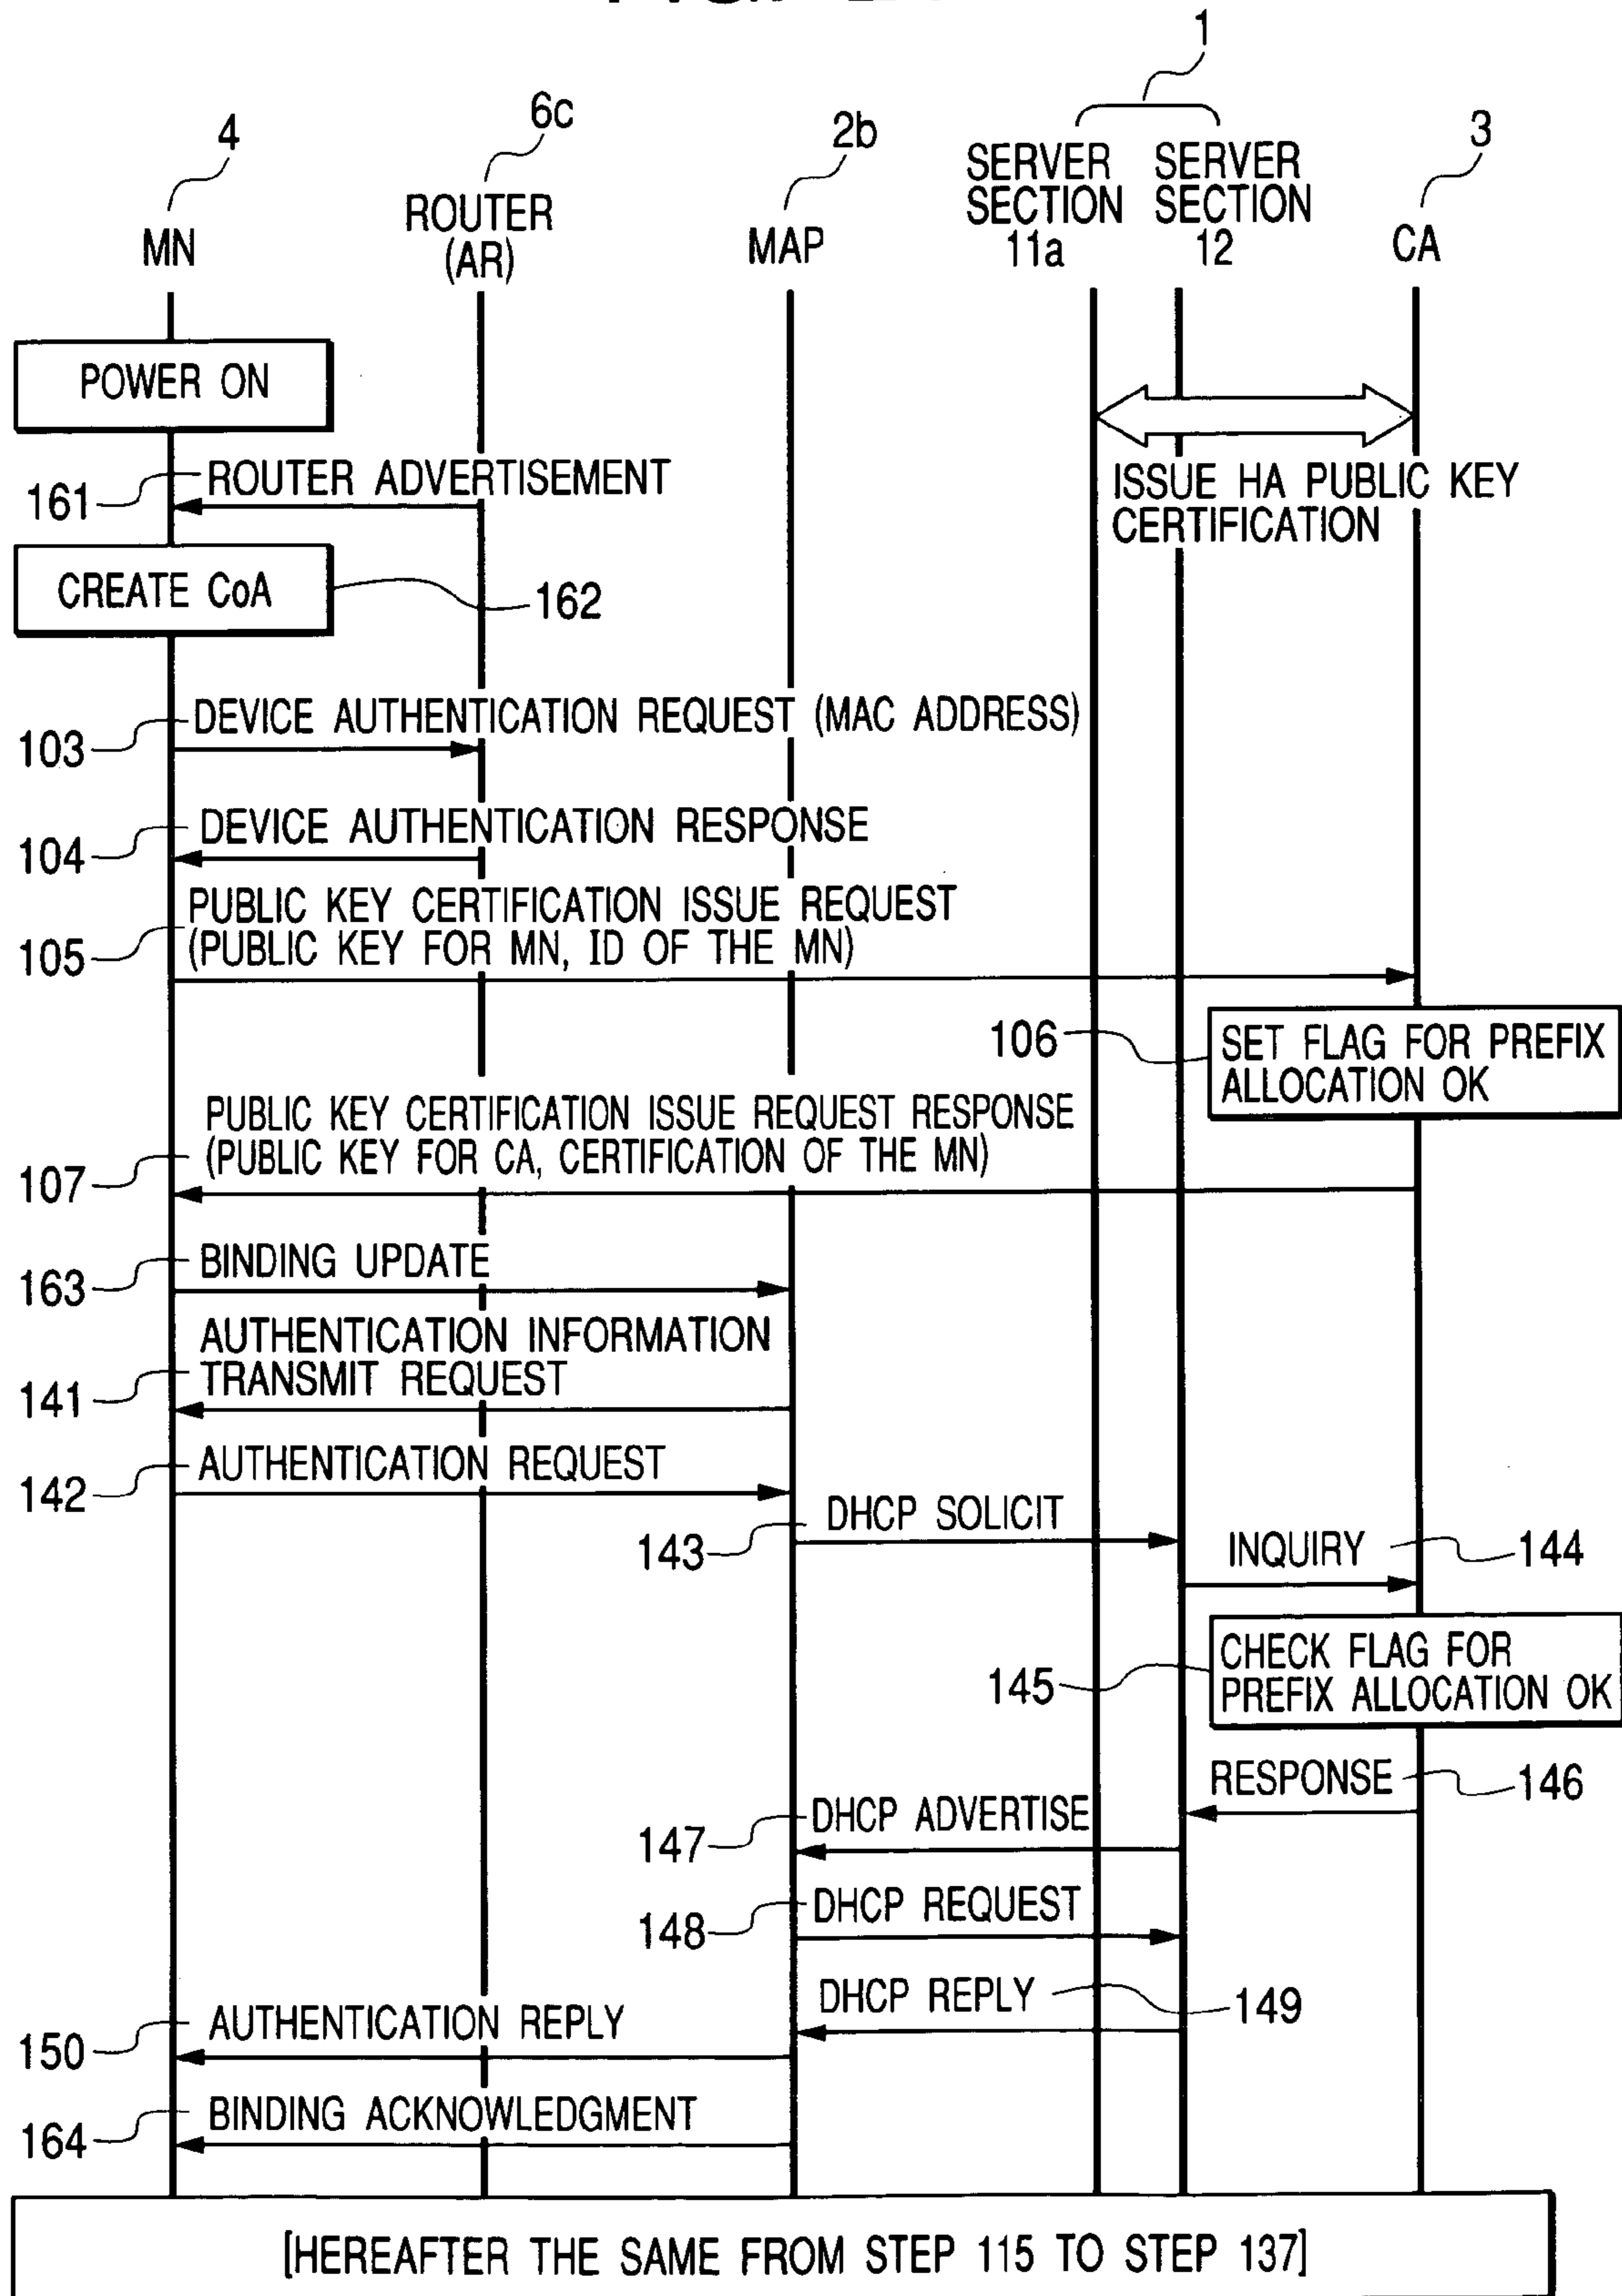 1
4
6c
2b
3
SERVER
SECTION
11a
SERVER
SECTION
12
ROUTER
(AR)
MN
MAP
CA
POWER ON
161
ROUTER ADVERTISEMENT
ISSUE HA PUBLIC KEY
CERTIFICATION
CREATE CoA
162
103
DEVICE AUTHENTICATION REQUEST (MAC ADDRESS)
104
DEVICE AUTHENTICATION RESPONSE
105
PUBLIC KEY CERTIFICATION ISSUE REQUEST
(PUBLIC KEY FOR MN, ID OF THE MN)
106
SET FLAG FOR PREFIX
ALLOCATION OK
107
PUBLIC KEY CERTIFICATION ISSUE REQUEST RESPONSE
(PUBLIC KEY FOR CA, CERTIFICATION OF THE MN)
163
BINDING UPDATE
141
AUTHENTICATION INFORMATION
TRANSMIT REQUEST
142
AUTHENTICATION REQUEST
143
DHCP SOLICIT
INQUIRY
144
145
CHECK FLAG FOR
PREFIX ALLOCATION OK
RESPONSE
146
147
DHCP ADVERTISE
148
DHCP REQUEST
DHCP REPLY
149
150
AUTHENTICATION REPLY
164
BINDING ACKNOWLEDGMENT
[HEREAFTER THE SAME FROM STEP 115 TO STEP 137]